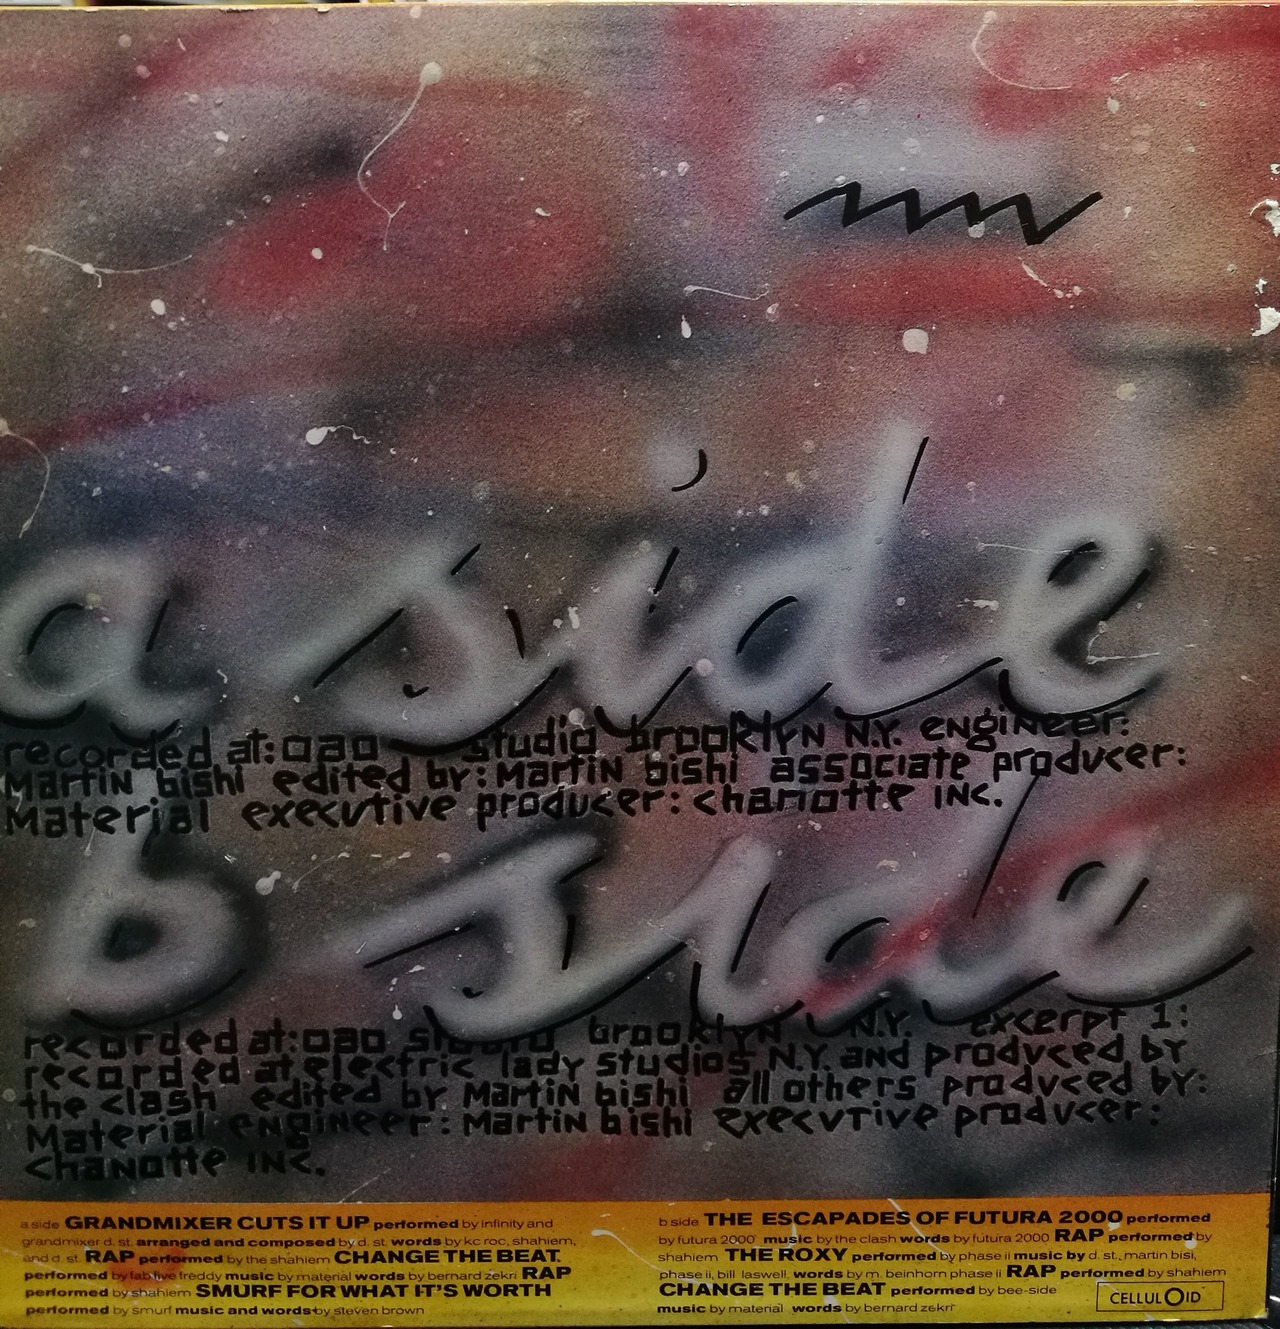 a side
recorded at: oao studio brooklyn N.Y. engineer:
Martin bishi edited by: Martin bishi associate producer:
Material executive producer: chanotte INC.
b side
recorded at: oao brooklyn N.Y. excerpt 1:
recorded at electric lady studios N.Y. and produced by
the clash edited by Martin bishi all others produced by:
Material engineer: Martin bishi executive producer:
chanotte INC.
a side GRANDMIXER CUTS IT UP performed by infinity and
grandmixer d. st. arranged and composed by d. st. words by kc roc, shahiem,
and d. st. RAP performed by the shahiem CHANGE THE BEAT
performed by fab five freddy music by material words by bernard zekri RAP
performed by shahiem SMURF FOR WHAT IT'S WORTH
performed by smurf music and words by steven brown
b side THE ESCAPADES OF FUTURA 2000 performed
by futura 2000 music by the clash words by futura 2000 RAP performed by
shahiem THE ROXY performed by phase ii music by d. st., martin bisi,
phase ii, bill laswell, words by m. beinhorn phase ii RAP performed by shahiem
CHANGE THE BEAT performed by bee-side
music by material words by bernard zekri
CELLULOID